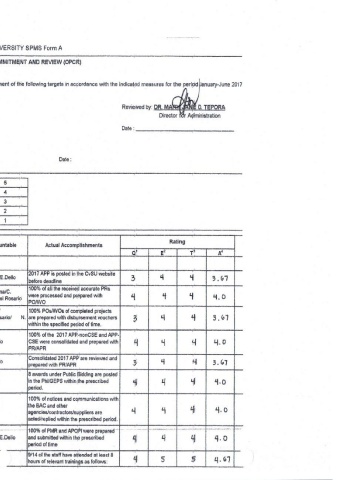 VERSITY SPMS Form A
MMITMENT AND REVIEW (OPCR)
ment of the following targets in accordance with the indicated measures for the period January-June 2017
Reviewed by: DR. C. TEPORA
Director for Administration
Date :
Date :
5
4
3
2
1
untable Actual Accomplishments Rating
Q¹ E² T³ A⁴
E.Delio 2017 APP is posted in the OvSU website before deadline 3 4 4 3.67
100% of all the received accurate PRs
el Rosario were processed and prepared with PO/WO 4 4 4 4.0
100% POs/WOs of completed projects
N. are prepared with disbursement vouchers
within the specified period of time. 3 4 4 3.67
100% of the 2017 APP-nonCSE and APP-
o CSE were consolidated and prepared with PR/APR 4 4 4 4.0
o Consolidated 2017 APP are reviewed and prepared with PR/APR 3 4 4 3.67
8 awards under Public Bidding are posted
to the PhilGEPS within the prescribed period. 4 4 4 4.0
100% of notices and communications with
the BAC and other
agencies/contractors/suppliers are
within the prescribed period. 4 4 4 4.0
100% of PMR and APCPI were prepared
E.Delio and submitted within the prescribed period of time 4 4 4 4.0
9/14 of the staff have attended at least 8
hours of relevant trainings as follows: 4 5 5 4.67